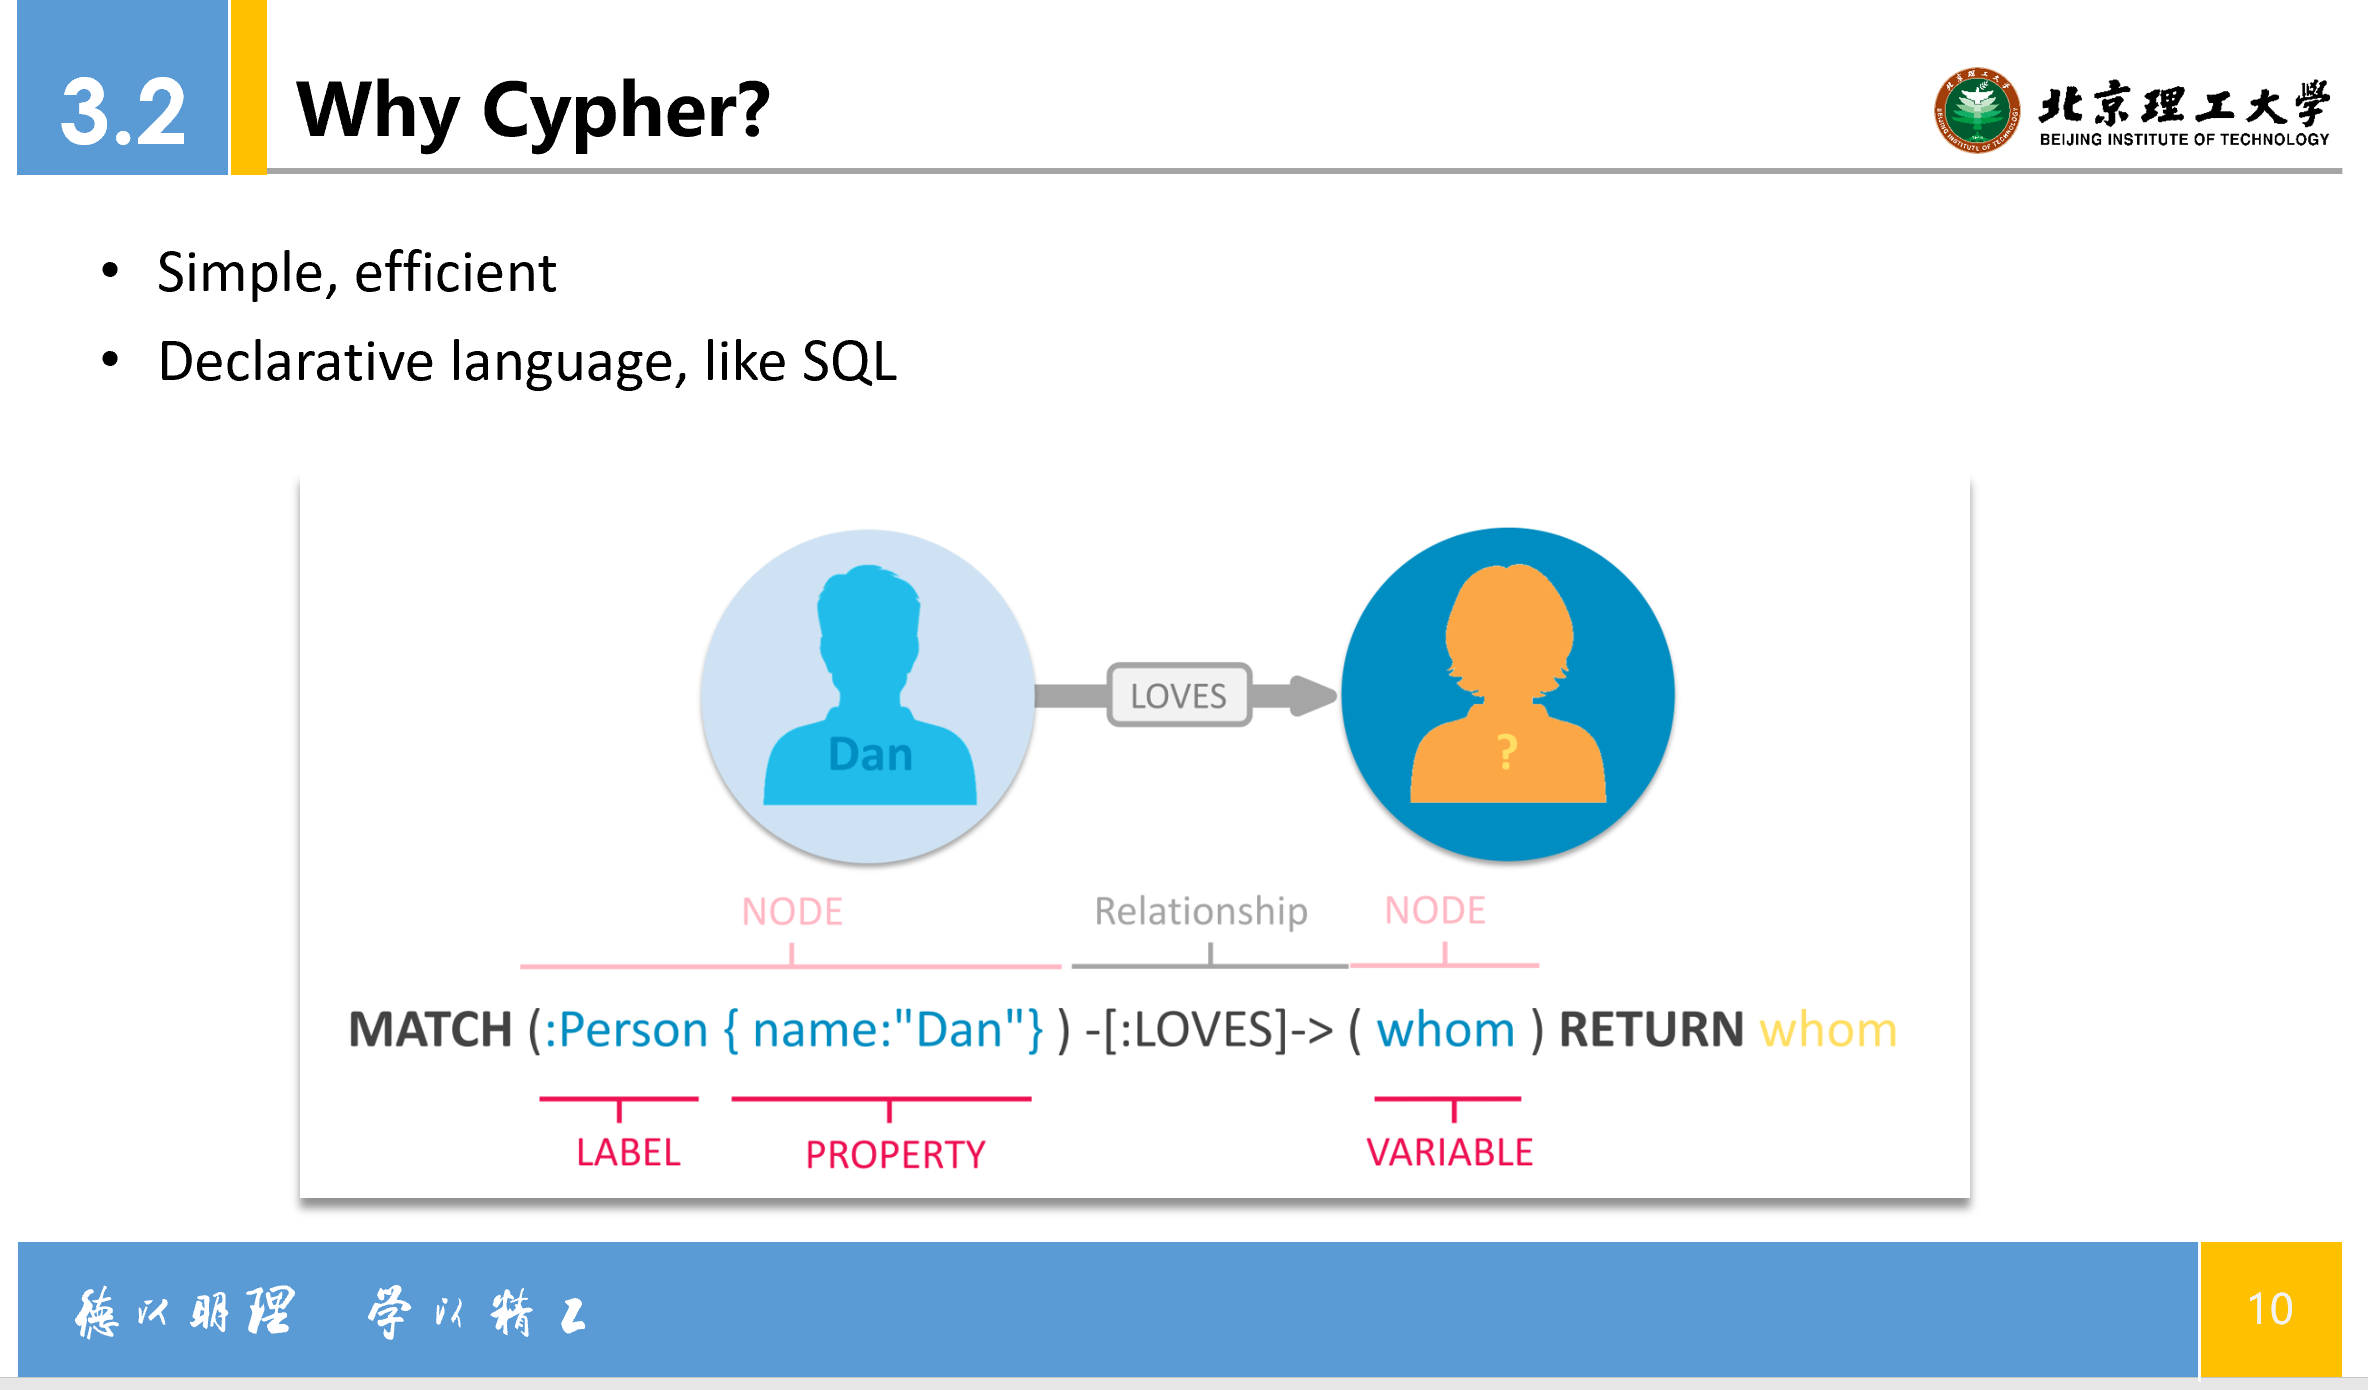 3.2
Why Cypher?
北京理工大学
BEIJING INSTITUTE OF TECHNOLOGY
• Simple, efficient
• Declarative language, like SQL
Dan
LOVES
?
NODE Relationship NODE
MATCH (:Person { name:"Dan"} ) -[:LOVES]-> ( whom ) RETURN whom
LABEL PROPERTY VARIABLE
德以明理 学以精工
10